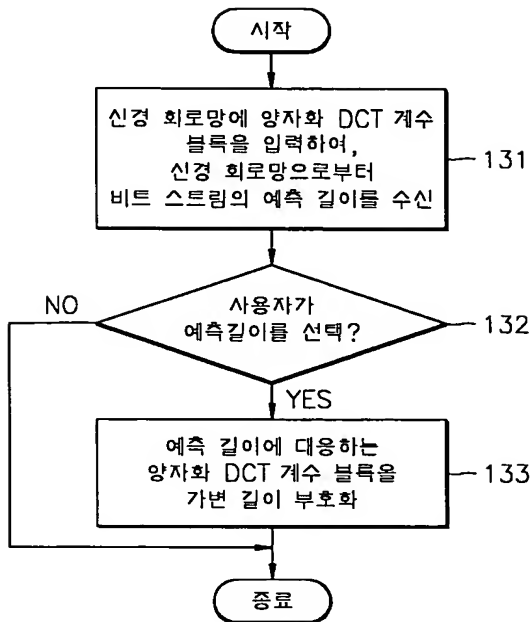 시작
신경 회로망에 양자화 DCT 계수
블록을 입력하여,
신경 회로망으로부터
비트 스트림의 예측 길이를 수신
131
NO
사용자가
예측길이를 선택?
132
YES
예측 길이에 대응하는
양자화 DCT 계수 블록을
가변 길이 부호화
133
종료